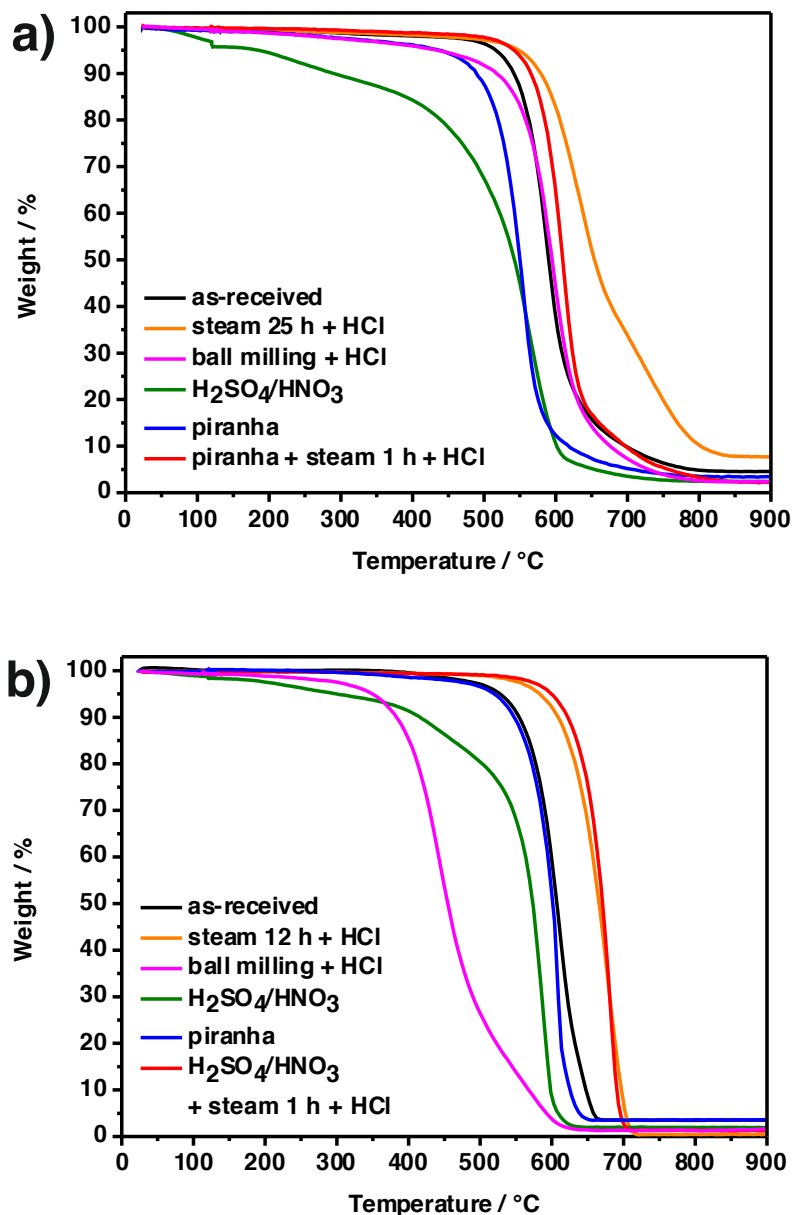 a)
100
90
80
70
60
50
40
30
20
10
0
Weight / %
as-received
steam 25 h + HCl
ball milling + HCl
H₂SO₄/HNO₃
piranha
piranha + steam 1 h + HCl
0 100 200 300 400 500 600 700 800 900
Temperature / °C
b)
100
90
80
70
60
50
40
30
20
10
0
Weight / %
as-received
steam 12 h + HCl
ball milling + HCl
H₂SO₄/HNO₃
piranha
H₂SO₄/HNO₃
+ steam 1 h + HCl
0 100 200 300 400 500 600 700 800 900
Temperature / °C